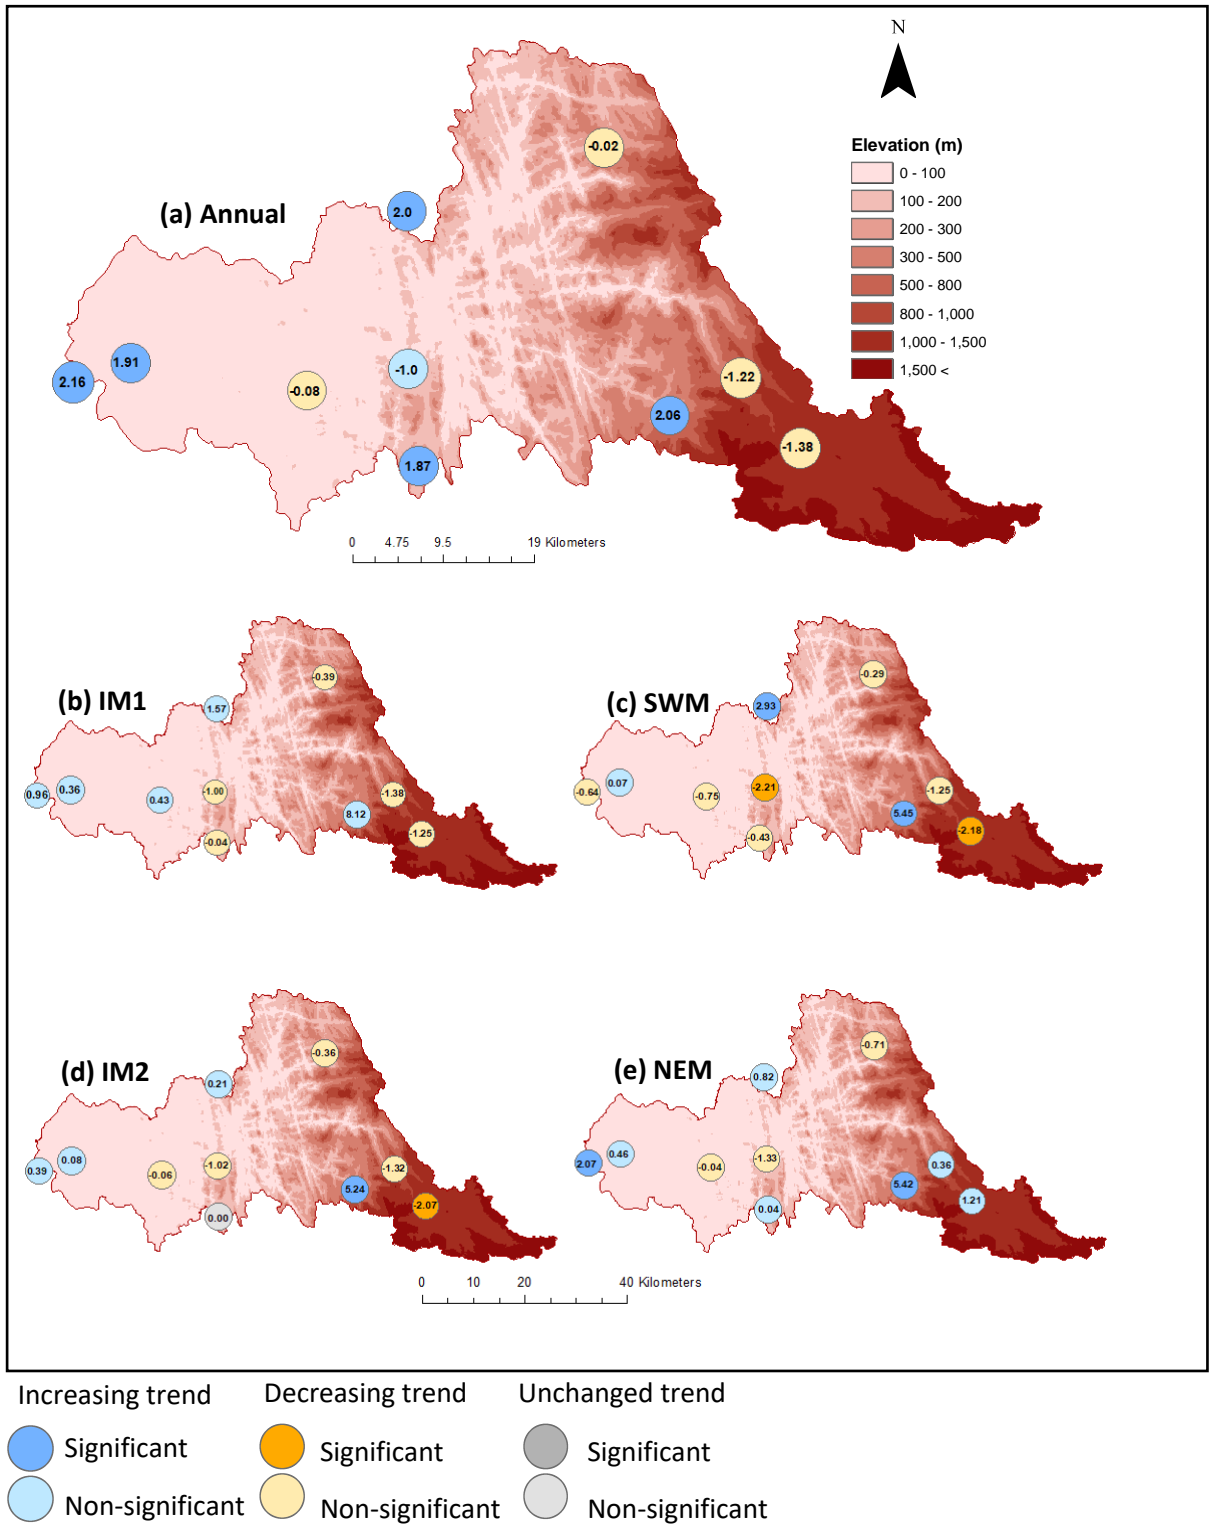 N
Elevation (m)
0 - 100
100 - 200
200 - 300
300 - 500
500 - 800
800 - 1,000
1,000 - 1,500
1,500 <
(a) Annual
-0.02
2.0
1.91
2.16
-0.08
-1.0
-1.22
2.06
-1.38
1.87
0 4.75 9.5 19 Kilometers
(b) IM1
-0.39
1.57
0.96
0.36
0.43
-1.00
-1.38
8.12
-1.25
-0.04
(c) SWM
-0.29
2.93
-0.64
0.07
-0.75
-2.21
-1.25
5.45
-2.18
-0.43
(d) IM2
-0.36
0.21
0.39
0.08
-0.06
-1.02
-1.32
5.24
-2.07
0.00
(e) NEM
-0.71
0.82
2.07
0.46
-0.04
-1.33
0.36
5.42
1.21
0.04
0 10 20 40 Kilometers
Increasing trend Decreasing trend Unchanged trend
Significant Significant Significant
Non-significant Non-significant Non-significant